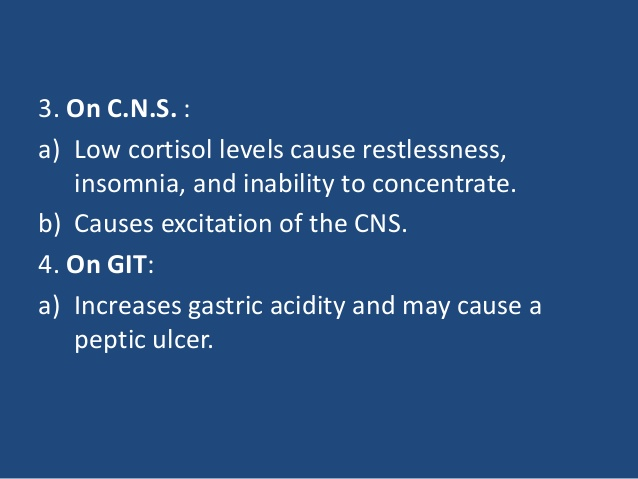 3. On C.N.S. :
a) Low cortisol levels cause restlessness,
insomnia, and inability to concentrate.
b) Causes excitation of the CNS.
4. On GIT:
a) Increases gastric acidity and may cause a
peptic ulcer.